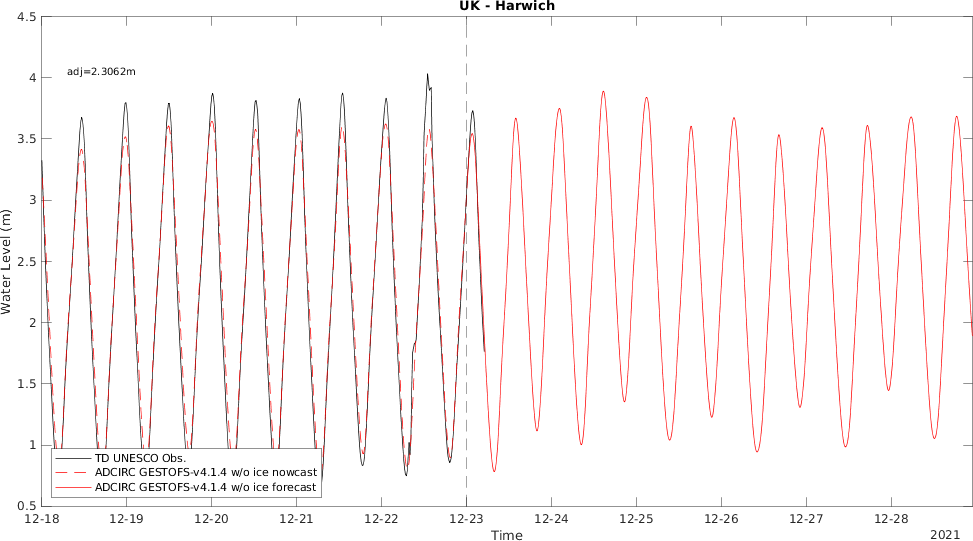 UK - Harwich
4.5
4
3.5
3
2.5
2
1.5
1
0.5
Water Level (m)
adj=2.3062m
TD UNESCO Obs.
ADCIRC GESTOFS-v4.1.4 w/o ice nowcast
ADCIRC GESTOFS-v4.1.4 w/o ice forecast
12-18 12-19 12-20 12-21 12-22 12-23 12-24 12-25 12-26 12-27 12-28
Time
2021